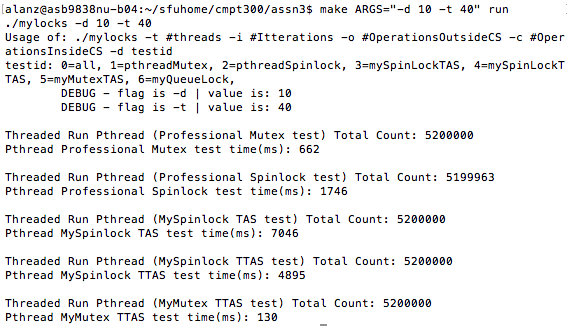 [alanz@asb9838nu-b04:~/sfuhome/cmpt300/assn3$ make ARGS="-d 10 -t 40" run
./mylocks -d 10 -t 40
Usage of: ./mylocks -t #threads -i #Itterations -o #OperationsOutsideCS -c #Oper
ationsInsideCS -d testid
testid: 0=all, 1=pthreadMutex, 2=pthreadSpinlock, 3=mySpinLockTAS, 4=mySpinLockT
TAS, 5=myMutexTAS, 6=myQueueLock,
DEBUG - flag is -d | value is: 10
DEBUG - flag is -t | value is: 40
Threaded Run Pthread (Professional Mutex test) Total Count: 5200000
Pthread Professional Mutex test time(ms): 662
Threaded Run Pthread (Professional Spinlock test) Total Count: 5199963
Pthread Professional Spinlock test time(ms): 1746
Threaded Run Pthread (MySpinlock TAS test) Total Count: 5200000
Pthread MySpinlock TAS test time(ms): 7046
Threaded Run Pthread (MySpinlock TTAS test) Total Count: 5200000
Pthread MySpinlock TTAS test time(ms): 4895
Threaded Run Pthread (MyMutex TTAS test) Total Count: 5200000
Pthread MyMutex TTAS test time(ms): 130